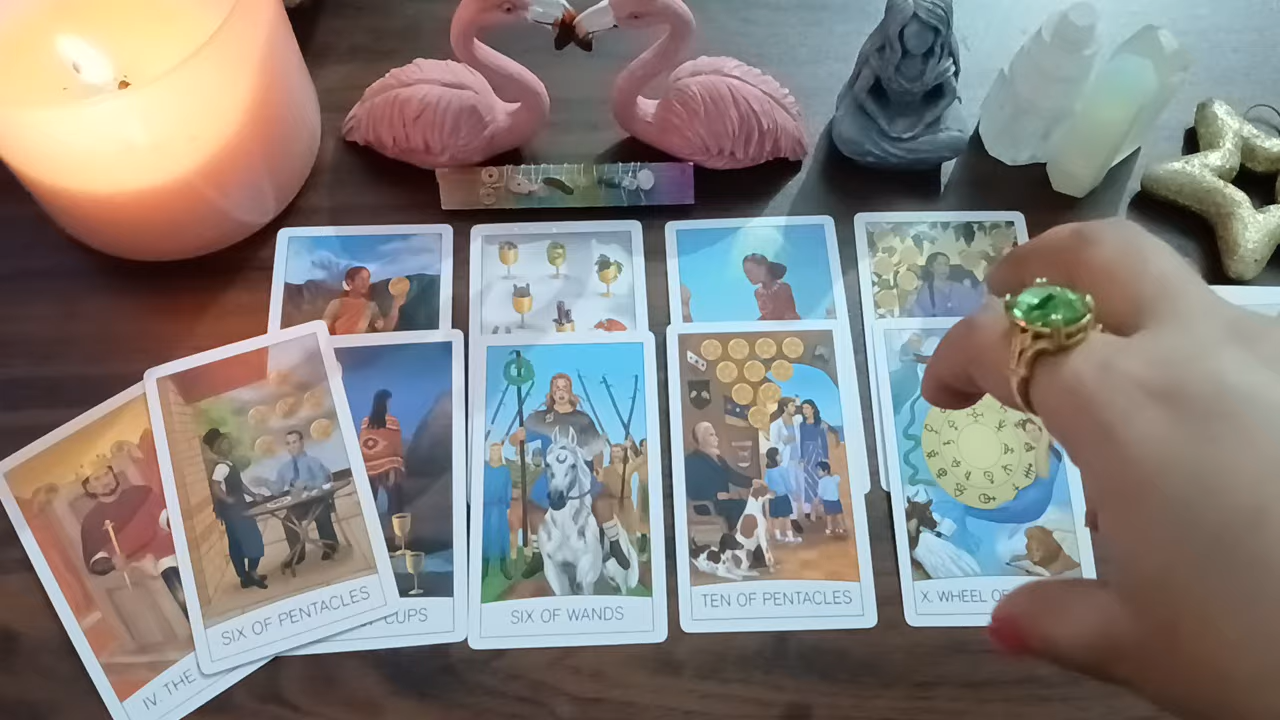 IV. THE
SIX OF PENTACLES
CUPS
SIX OF WANDS
TEN OF PENTACLES
X. WHEEL OF